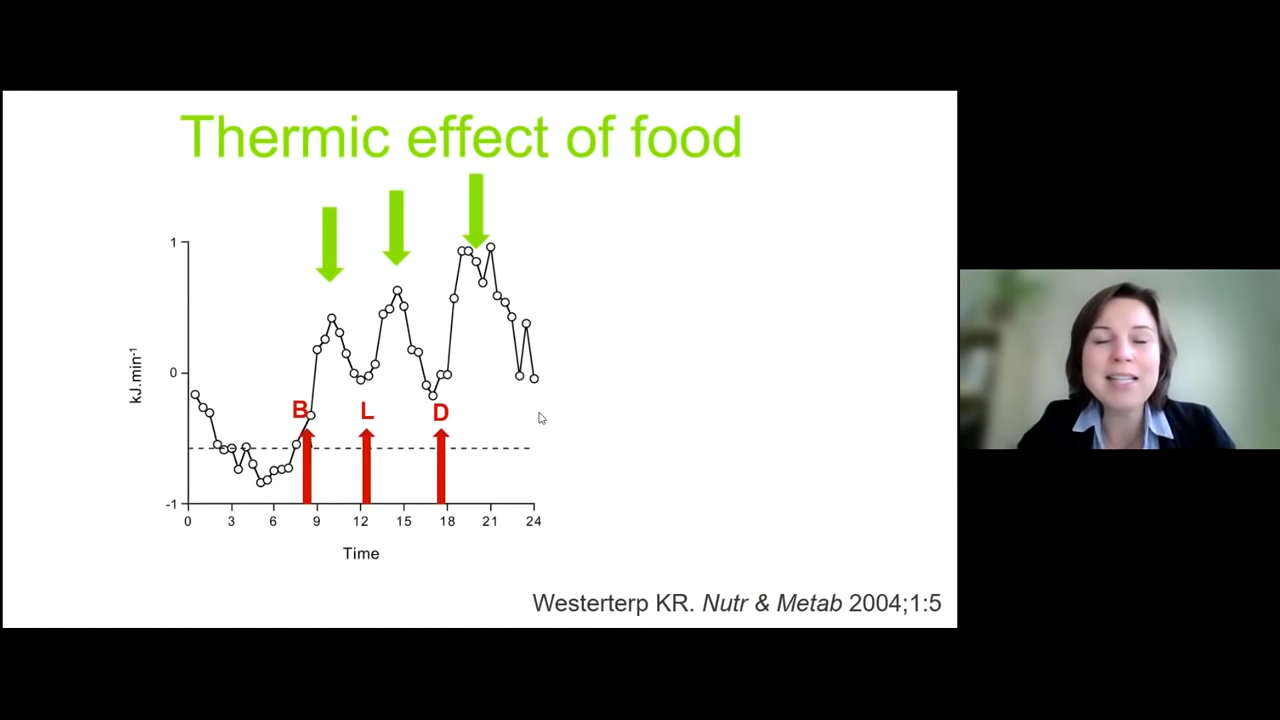 Thermic effect of food
1
0
-1
kJ.min-1
B L D
0 3 6 9 12 15 18 21 24
Time
Westerterp KR. Nutr & Metab 2004;1:5